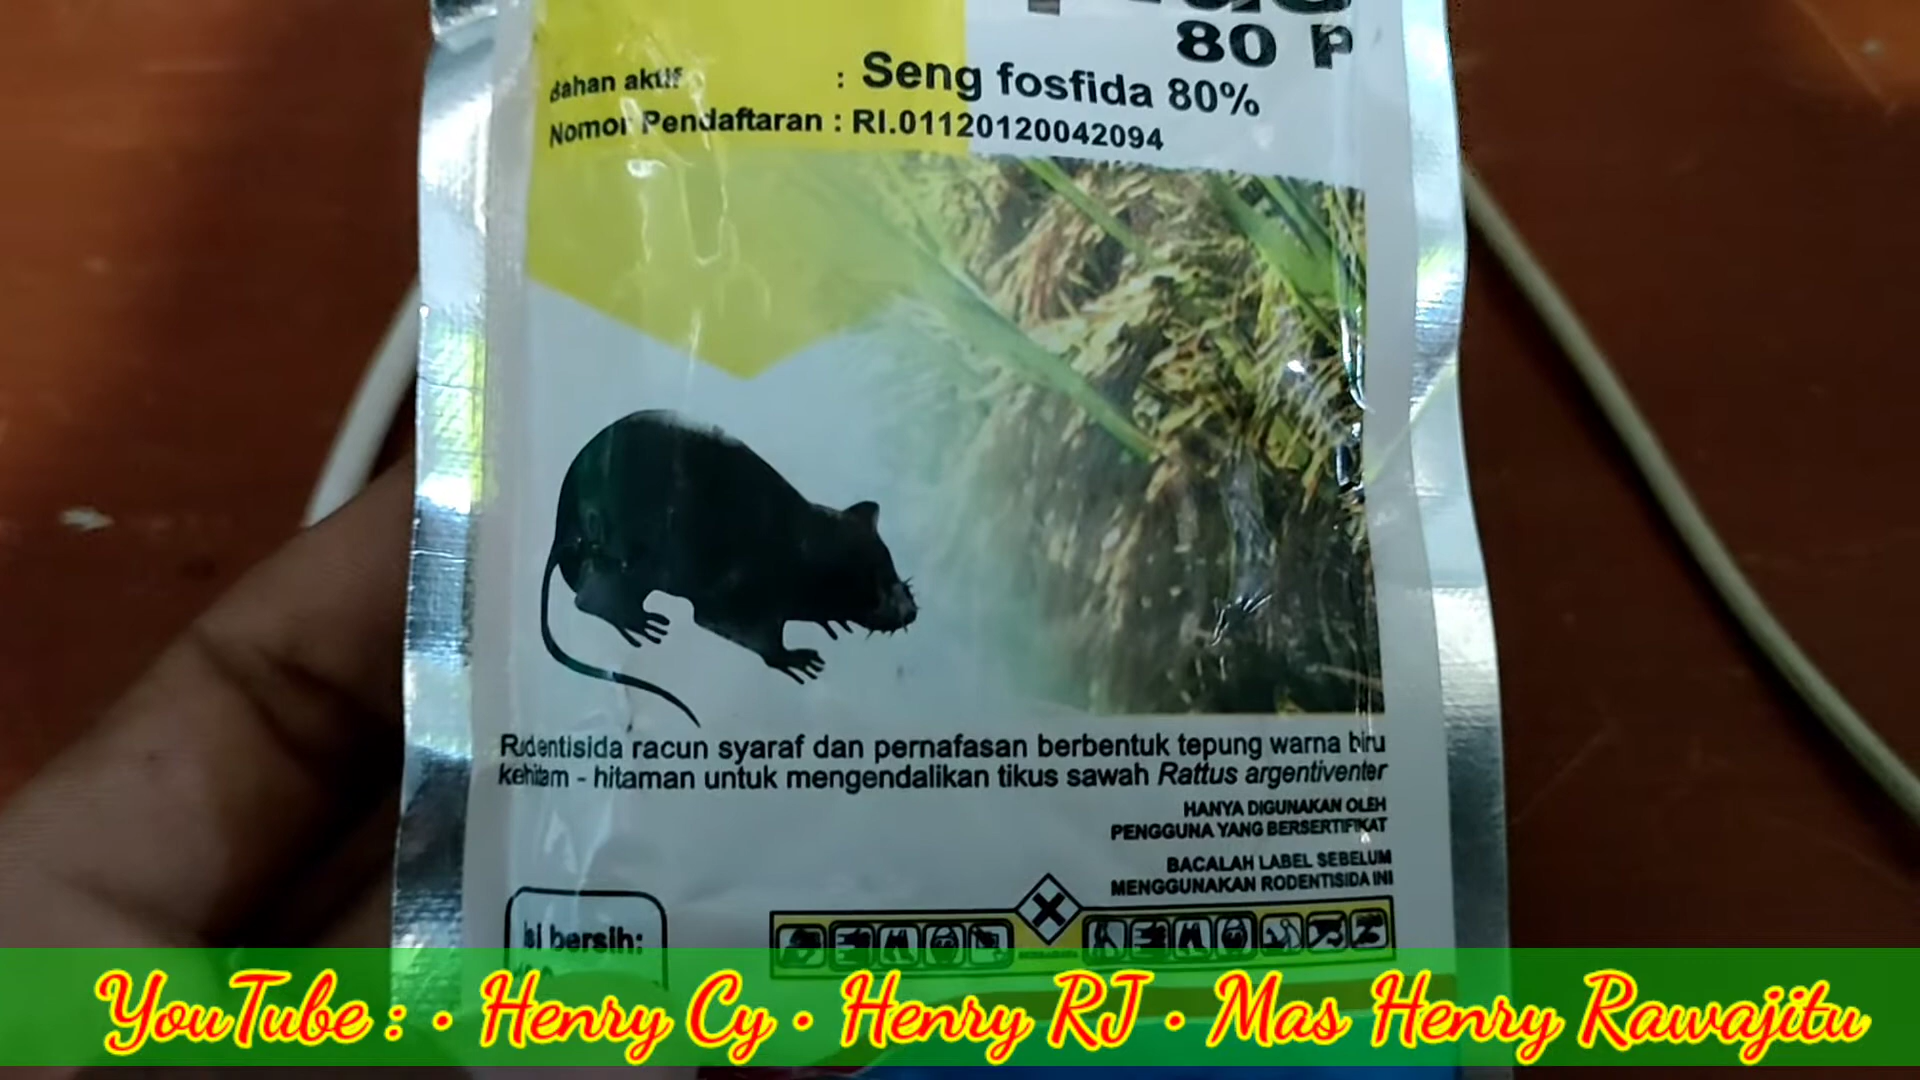 80 P
Bahan aktif : Seng fosfida 80%
Nomor Pendaftaran : RI.01120120042094
Rodentisida racun syaraf dan pernafasan berbentuk tepung warna biru
kehitam - hitaman untuk mengendalikan tikus sawah Rattus argentiventer
HANYA DIGUNAKAN OLEH
PENGGUNA YANG BERSERTIFIKAT
BACALAH LABEL SEBELUM
MENGGUNAKAN RODENTISIDA INI
Isi bersih:
YouTube : • Henry Cy • Henry RJ • Mas Henry Rawajitu